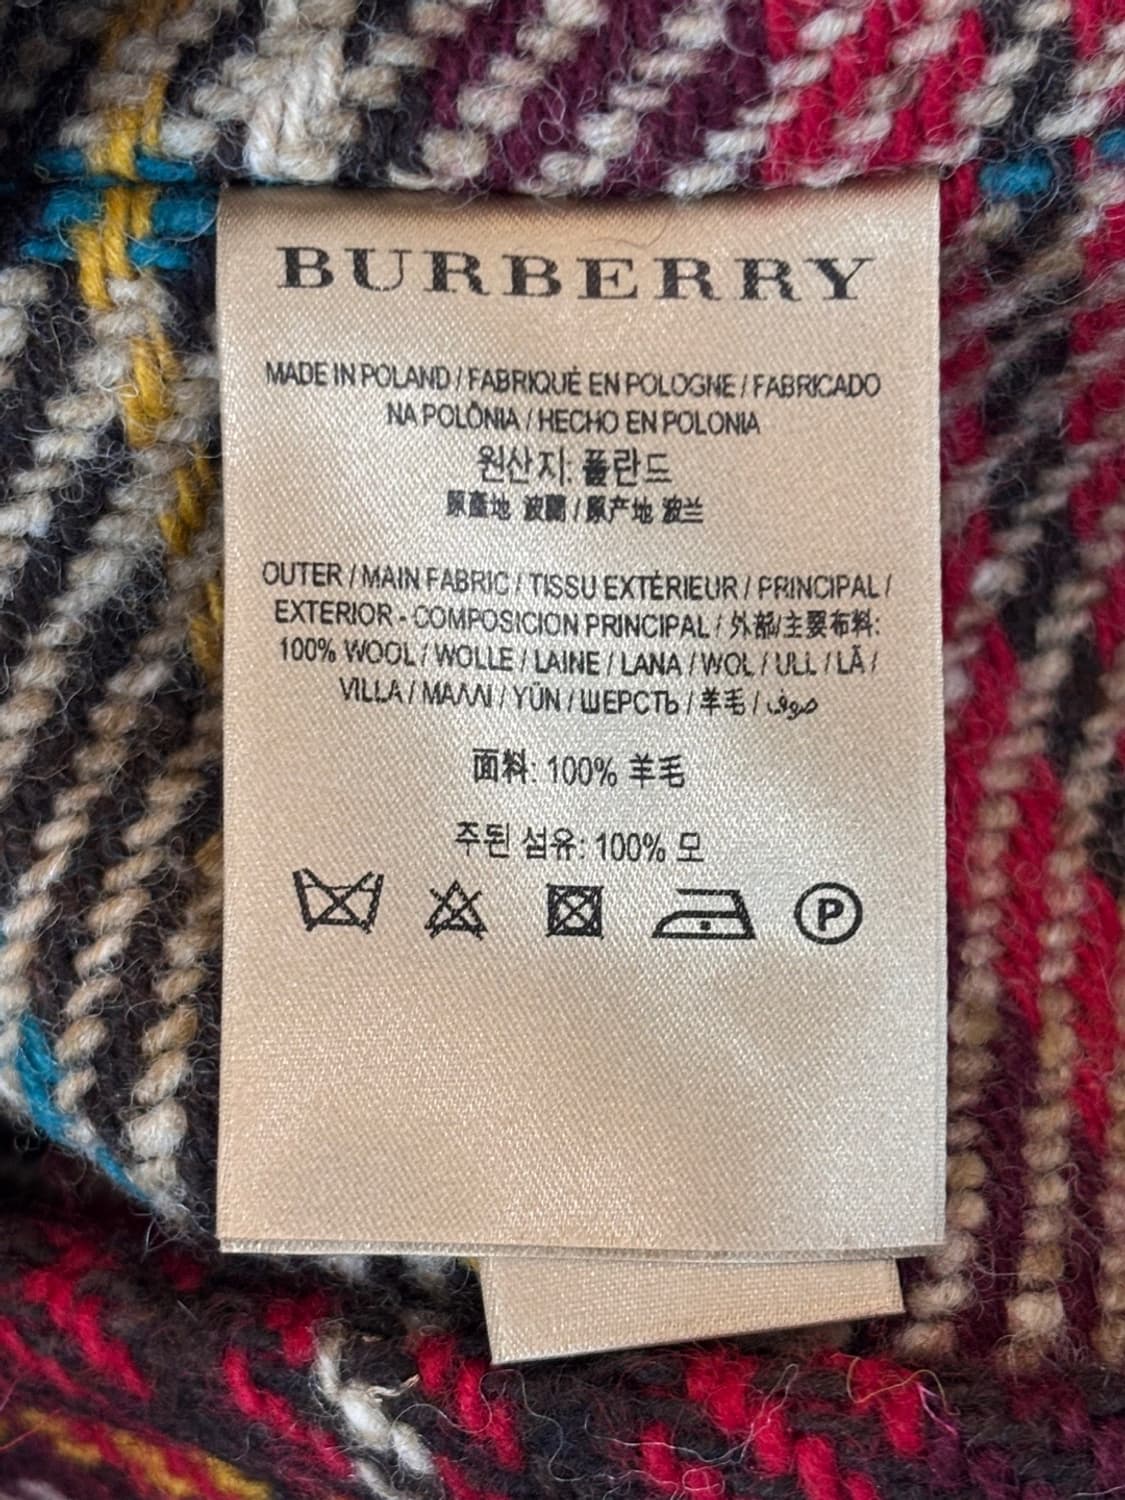 BURBERRY
MADE IN POLAND / FABRIQUÉ EN POLOGNE / FABRICADO
NA POLÔNIA / HECHO EN POLONIA
원산지: 폴란드
原產地 波蘭 / 原产地 波兰
OUTER / MAIN FABRIC / TISSU EXTÉRIEUR / PRINCIPAL /
EXTERIOR - COMPOSICION PRINCIPAL / 外部/主要布料:
100% WOOL / WOLLE / LAINE / LANA / WOL / ULL / LÃ /
VILLA / ΜΑΛΛΙ / YÜN / ШЕРСТЬ / 羊毛 / صوف
面料: 100% 羊毛
주된 섬유: 100% 모
P